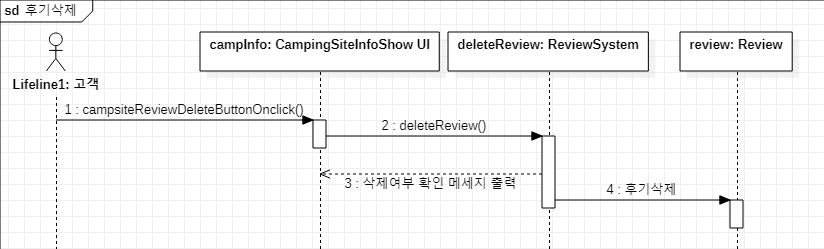 sd 후기삭제
campInfo: CampingSiteInfoShow UI
deleteReview: ReviewSystem
review: Review
Lifeline1: 고객
1 : campsiteReviewDeleteButtonOnclick()
2 : deleteReview()
3 : 삭제여부 확인 메세지 출력
4 : 후기삭제